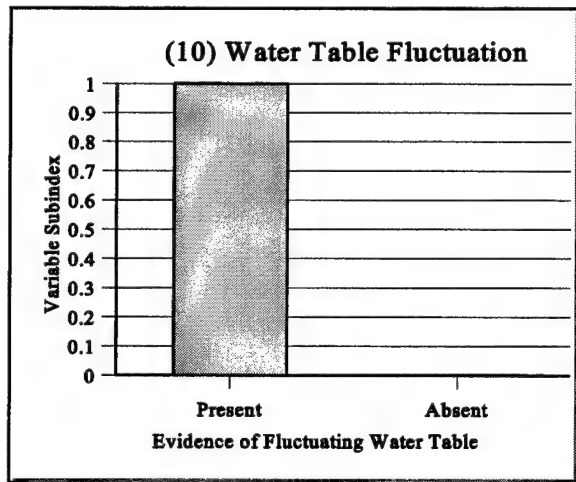 (10) Water Table Fluctuation
1
0.9
0.8
0.7
0.6
0.5
0.4
0.3
0.2
0.1
0
Variable Subindex
Present Absent
Evidence of Fluctuating Water Table